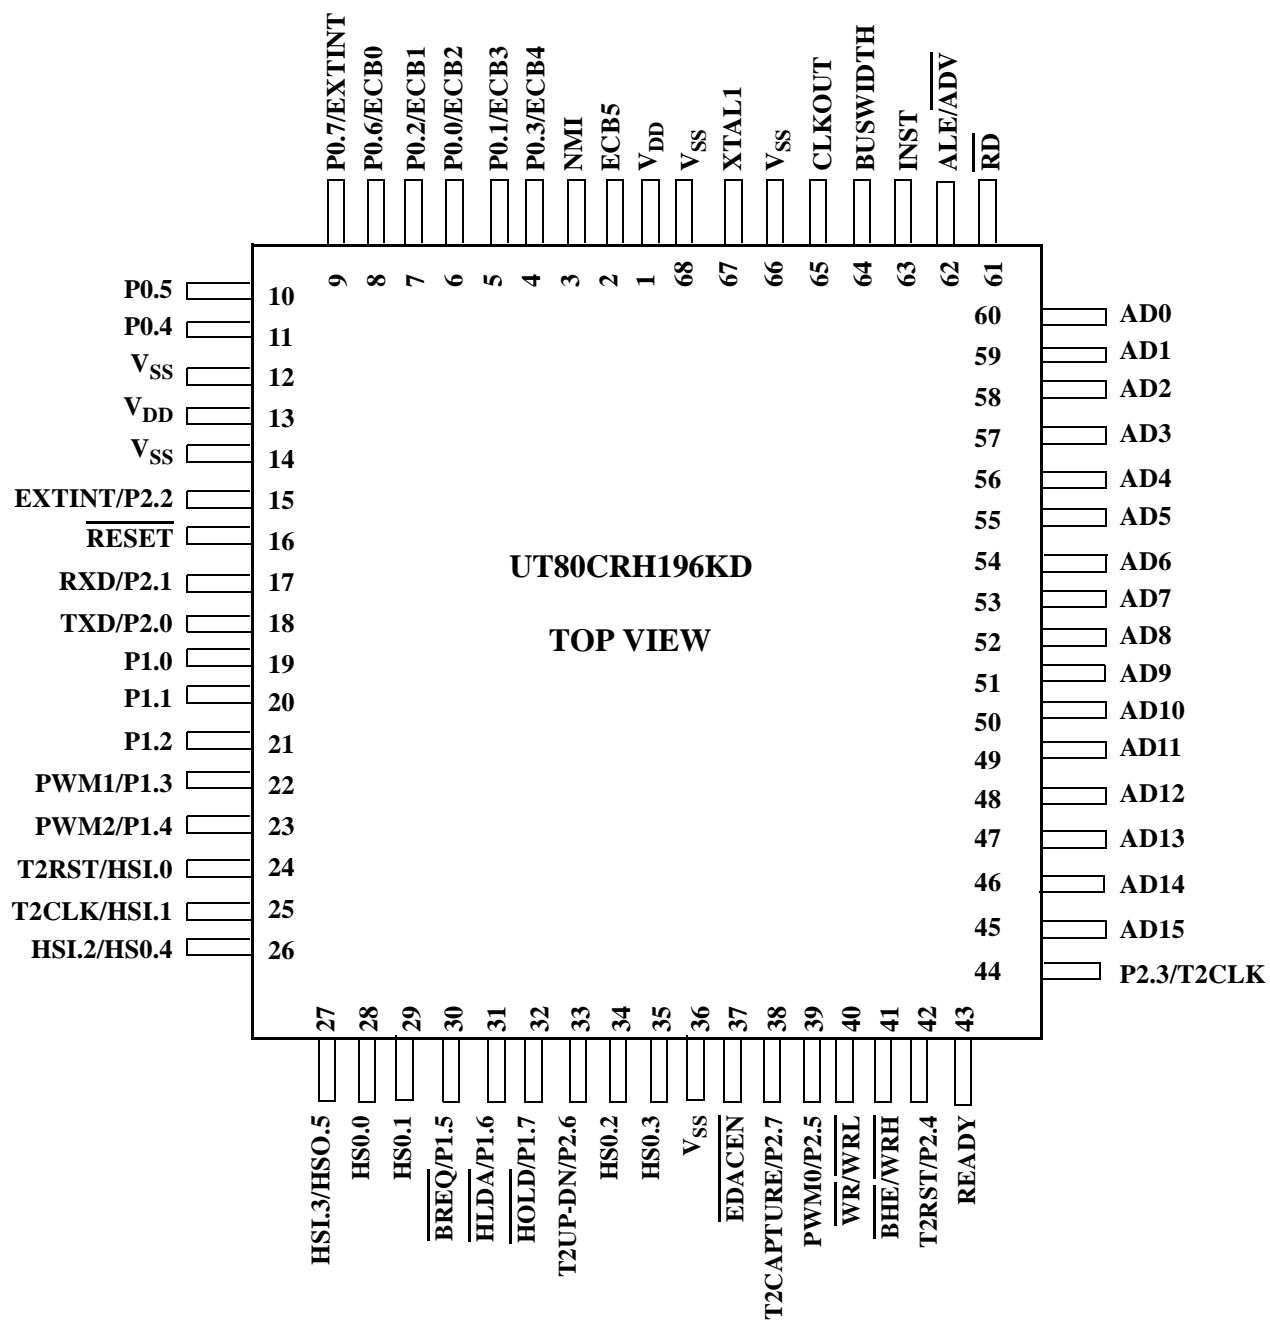 P0.7/EXTINT
P0.6/ECB0
P0.2/ECB1
P0.0/ECB2
P0.1/ECB3
P0.3/ECB4
NMI
ECB5
VDD
VSS
XTAL1
VSS
CLKOUT
BUSWIDTH
INST
ALE/ADV
RD
9
8
7
6
5
4
3
2
1
68
67
66
65
64
63
62
61
P0.5 10
P0.4 11
VSS 12
VDD 13
VSS 14
EXTINT/P2.2 15
RESET 16
RXD/P2.1 17
TXD/P2.0 18
P1.0 19
P1.1 20
P1.2 21
PWM1/P1.3 22
PWM2/P1.4 23
T2RST/HSI.0 24
T2CLK/HSI.1 25
HSI.2/HS0.4 26
UT80CRH196KD
TOP VIEW
60 AD0
59 AD1
58 AD2
57 AD3
56 AD4
55 AD5
54 AD6
53 AD7
52 AD8
51 AD9
50 AD10
49 AD11
48 AD12
47 AD13
46 AD14
45 AD15
44 P2.3/T2CLK
27
28
29
30
31
32
33
34
35
36
37
38
39
40
41
42
43
HSI.3/HSO.5
HS0.0
HS0.1
BREQ/P1.5
HLDA/P1.6
HOLD/P1.7
T2UP-DN/P2.6
HS0.2
HS0.3
VSS
EDACEN
T2CAPTURE/P2.7
PWM0/P2.5
WR/WRL
BHE/WRH
T2RST/P2.4
READY